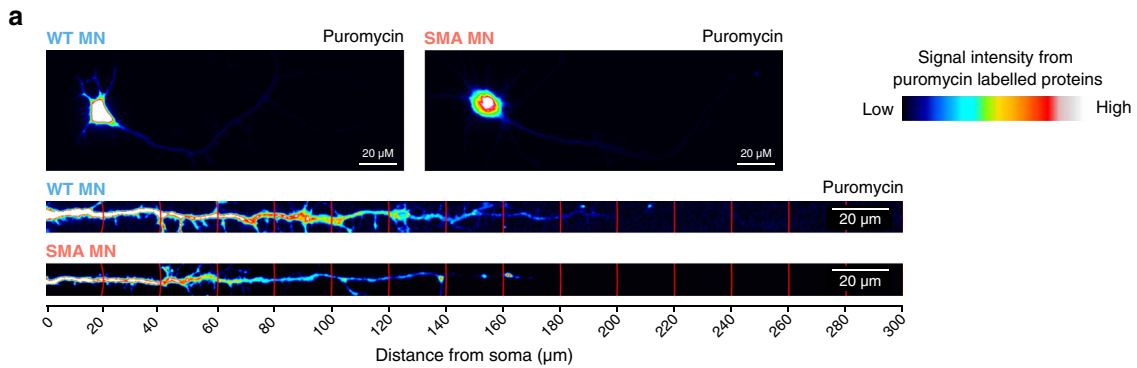 a
WT MN Puromycin
20 µM
SMA MN Puromycin
20 µM
Signal intensity from
puromycin labelled proteins
Low High
WT MN Puromycin
20 µm
SMA MN
20 µm
0 20 40 60 80 100 120 140 160 180 200 220 240 260 280 300
Distance from soma (µm)